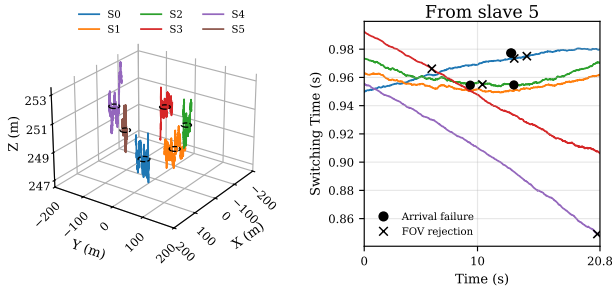 S0 S2 S4
S1 S3 S5
253
251
249
247
Z (m)
−200
−100
0
100
200
Y (m)
−200
−100
0
100
200
X (m)
From slave 5
0.98
0.96
0.94
0.92
0.90
0.88
0.86
Switching Time (s)
Arrival failure
FOV rejection
0 10 20.8
Time (s)